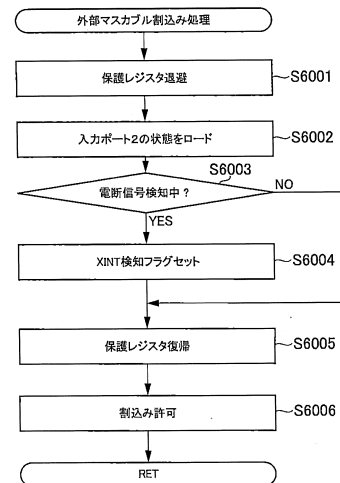 外部マスカブル割込み処理
保護レジスタ退避
S6001
入力ポート2の状態をロード
S6002
S6003
電断信号検知中?
NO
YES
XINT検知フラグセット
S6004
保護レジスタ復帰
S6005
割込み許可
S6006
RET